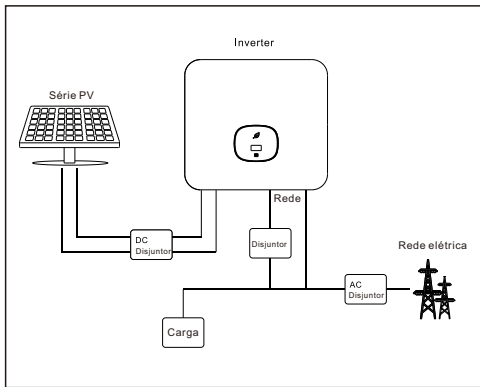 Inverter
Série PV
Rede
DC
Disjuntor
Disjuntor
Rede elétrica
AC
Disjuntor
Carga